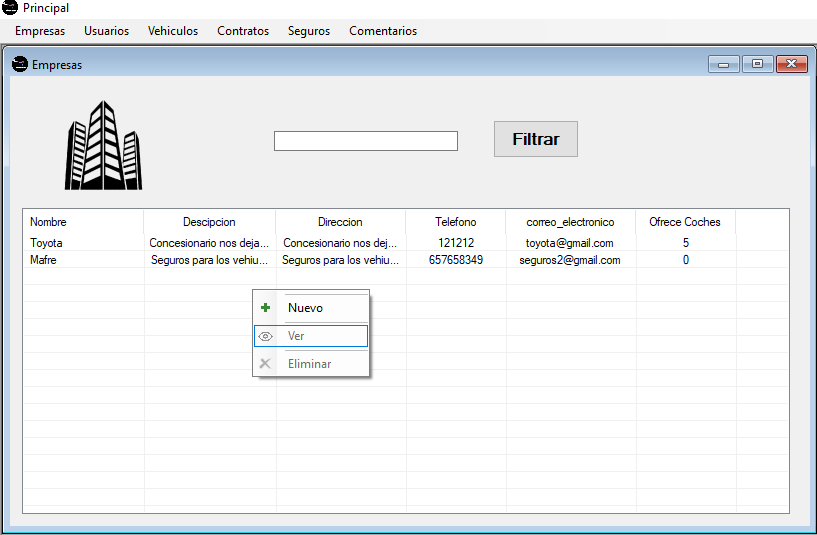 Principal
Empresas Usuarios Vehiculos Contratos Seguros Comentarios
Empresas
Filtrar
Nombre Descipcion Direccion Telefono correo_electronico Ofrece Coches
Toyota Concesionario nos deja... Concesionario nos dej... 121212 toyota@gmail.com 5
Mafre Seguros para los vehiu... Seguros para los vehiu... 657658349 seguros2@gmail.com 0
Nuevo
Ver
Eliminar